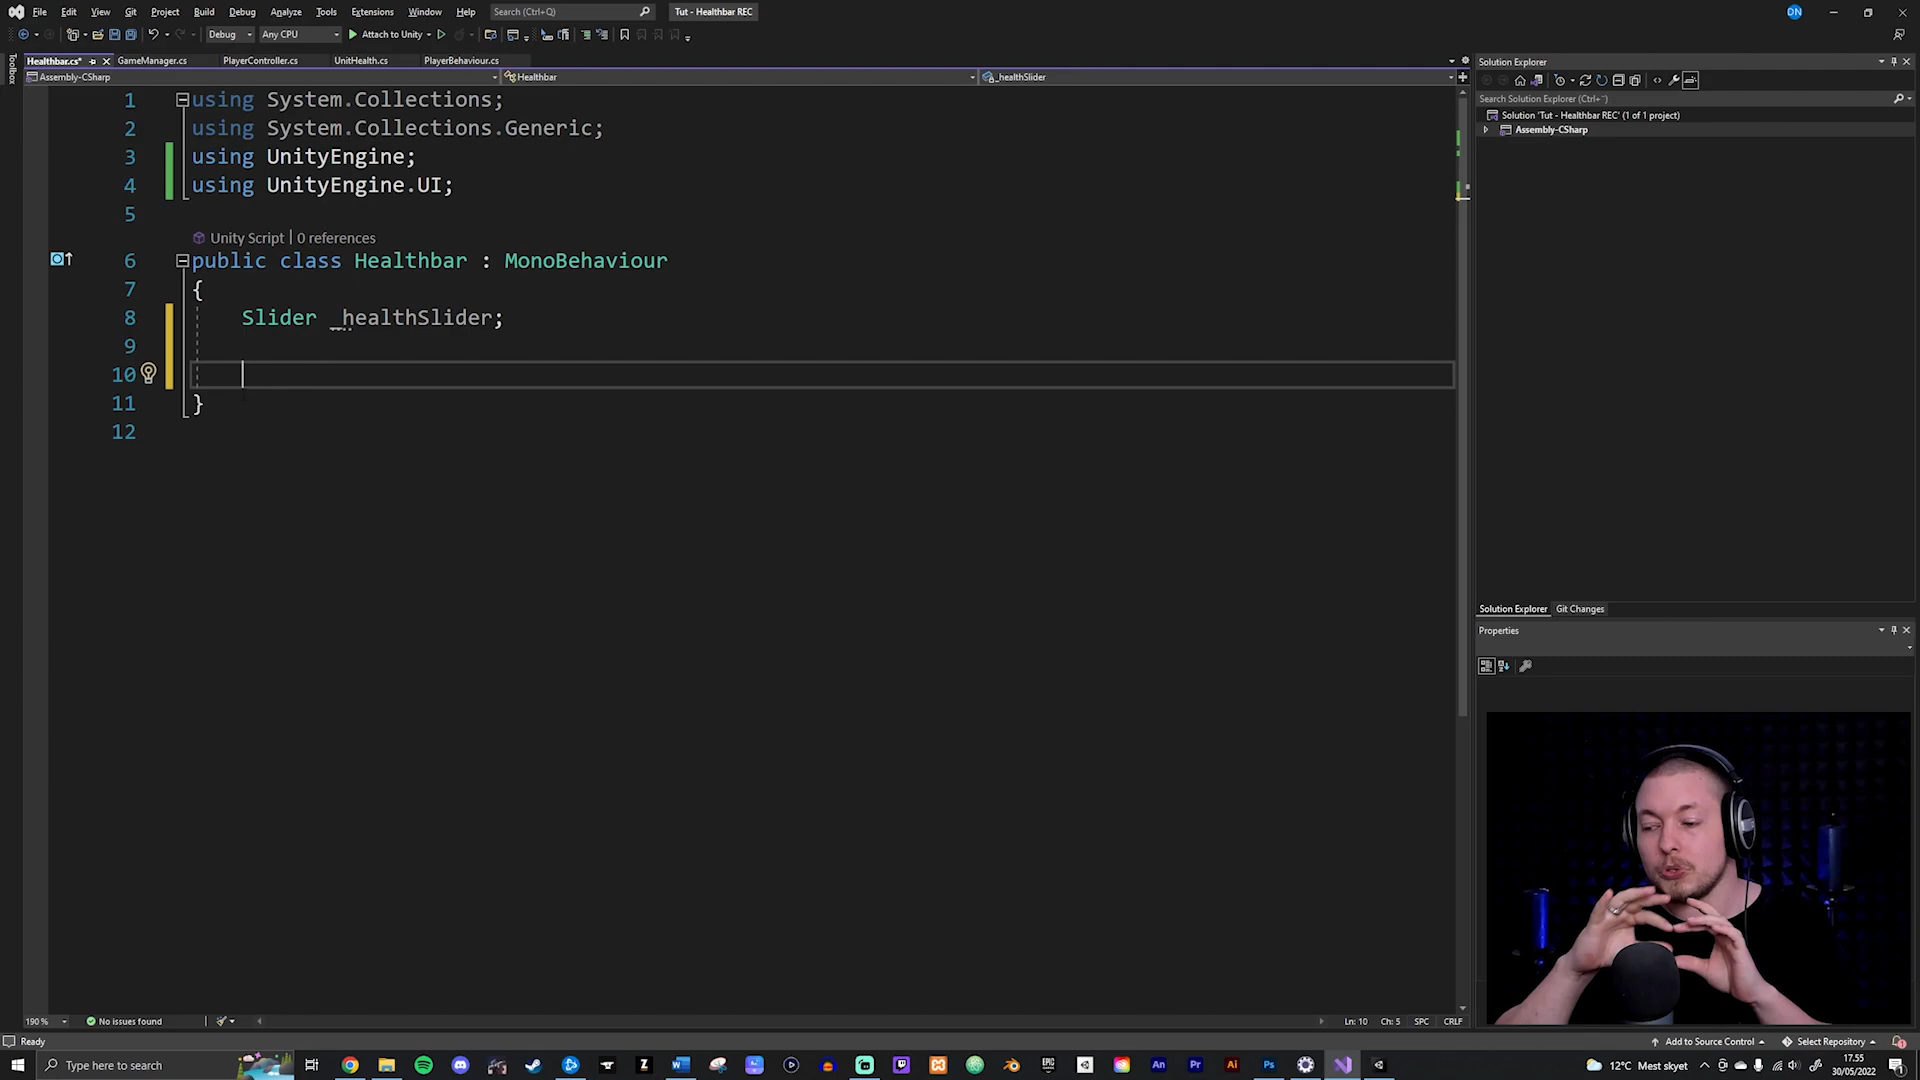 File Edit View Git Project Build Debug Analyze Tools Extensions Window Help Search (Ctrl+Q) Tut - Healthbar REC DN
Debug Any CPU Attach to Unity
Toolbox
Healthbar.cs* GameManager.cs PlayerController.cs UnitHealth.cs PlayerBehaviour.cs
Assembly-CSharp Healthbar _healthSlider
1 using System.Collections;
2 using System.Collections.Generic;
3 using UnityEngine;
4 using UnityEngine.UI;
5
Unity Script | 0 references
6 public class Healthbar : MonoBehaviour
7 {
8 Slider _healthSlider;
9
10
11 }
12
190 % No issues found Ln: 10 Ch: 5 SPC CRLF
Solution Explorer
Search Solution Explorer (Ctrl+¨)
Solution 'Tut - Healthbar REC' (1 of 1 project)
Assembly-CSharp
Solution Explorer Git Changes
Properties
Ready Add to Source Control Select Repository
Type here to search 12°C Mest skyet 17.55
30/05/2022